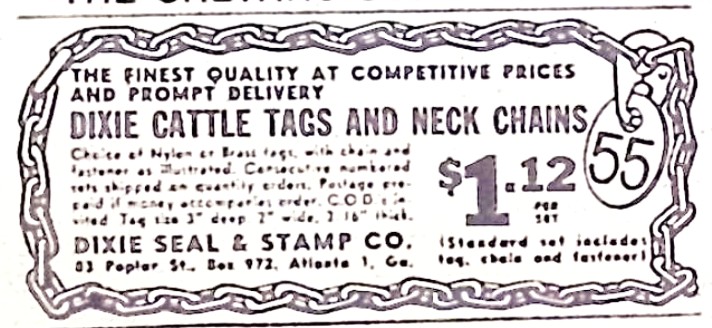 THE FINEST QUALITY AT COMPETITIVE PRICES
AND PROMPT DELIVERY
DIXIE CATTLE TAGS AND NECK CHAINS
55
Choice of Nylon or Brass tags, with chain and
fastener as illustrated. Consecutive numbered
sets shipped on quantity orders. Postage pre-
paid if money accompanies order. C.O.D.'s in-
vited Tag size 3" deep 2" wide, 2 16" thick.
$1.12
PER
SET
DIXIE SEAL & STAMP CO.
83 Poplar St., Box 972, Atlanta 1, Ga.
(Standard set includes
tag, chain and fastener)